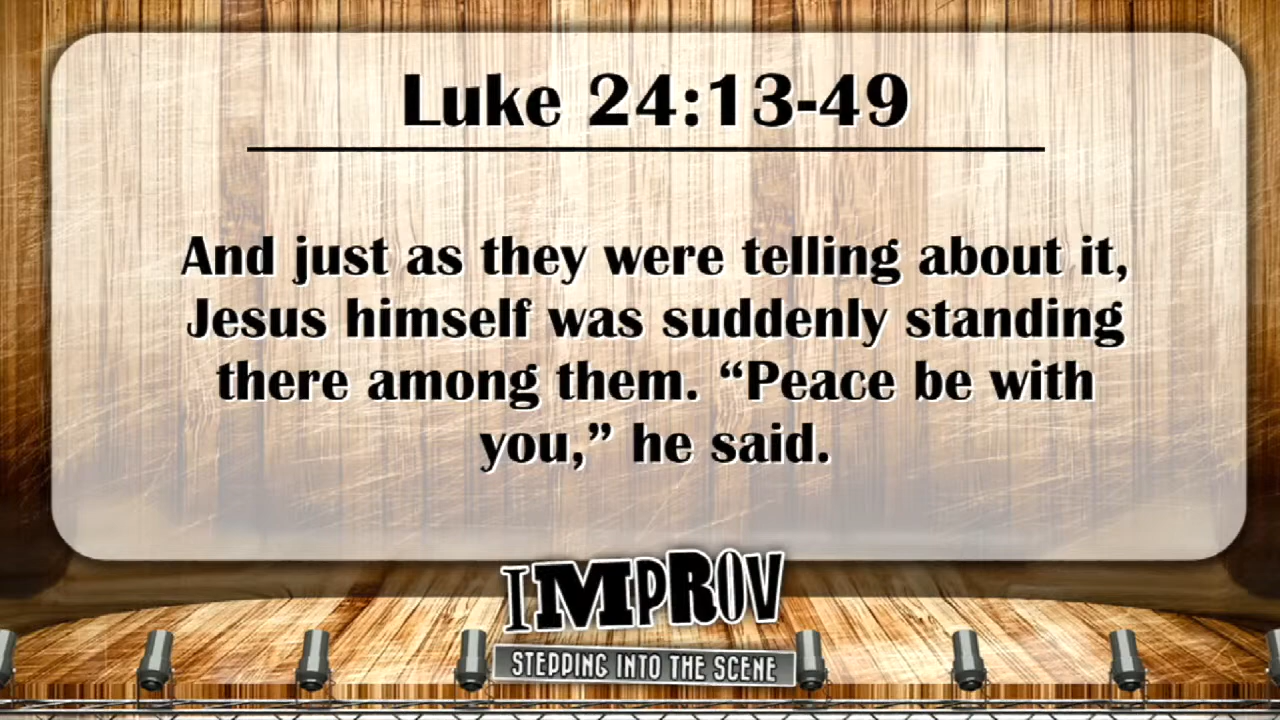 Luke 24:13-49
And just as they were telling about it,
Jesus himself was suddenly standing
there among them. “Peace be with
you,” he said.
IMPROV
STEPPING INTO THE SCENE